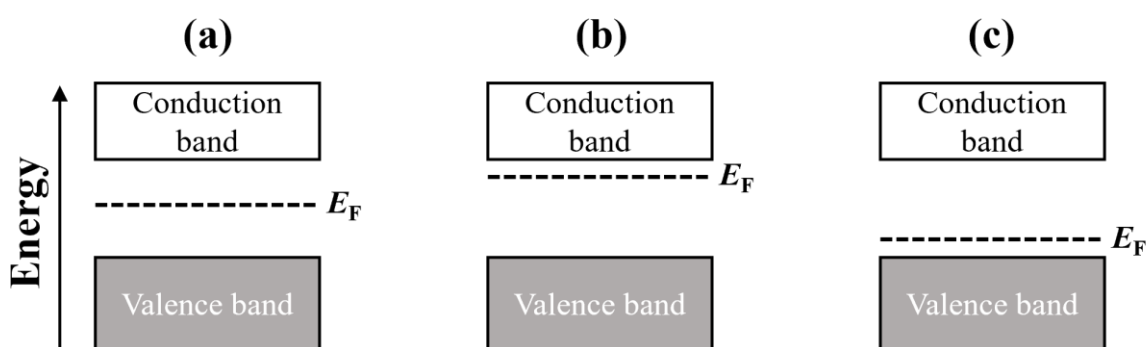 (a)
(b)
(c)
Energy
Conduction
band
E_F
Valence band
Conduction
band
E_F
Valence band
Conduction
band
E_F
Valence band